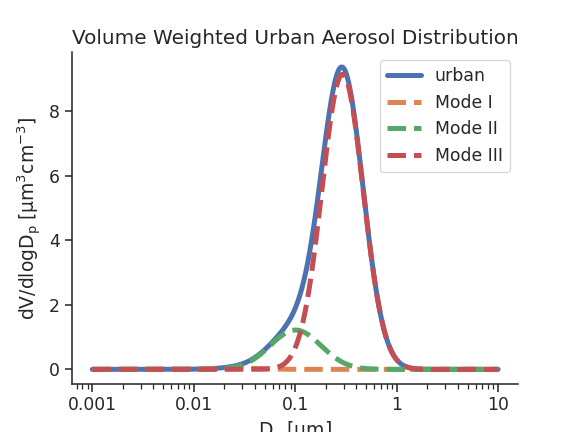 Volume Weighted Urban Aerosol Distribution
urban
Mode I
Mode II
Mode III
dV/dlogDₚ [μm³cm⁻³]
8
6
4
2
0
0.001 0.01 0.1 1 10
D [μm]